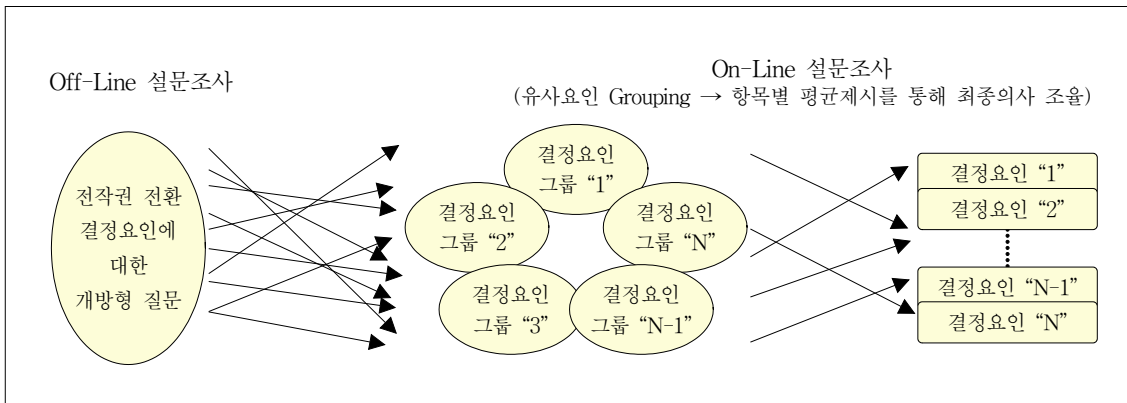 Off-Line 설문조사
On-Line 설문조사
(유사요인 Grouping → 항목별 평균제시를 통해 최종의사 조율)
전작권 전환
결정요인에
대한
개방형 질문
결정요인
그룹 “1”
결정요인
그룹 “2”
결정요인
그룹 “N”
결정요인
그룹 “3”
결정요인
그룹 “N-1”
결정요인 “1”
결정요인 “2”
결정요인 “N-1”
결정요인 “N”